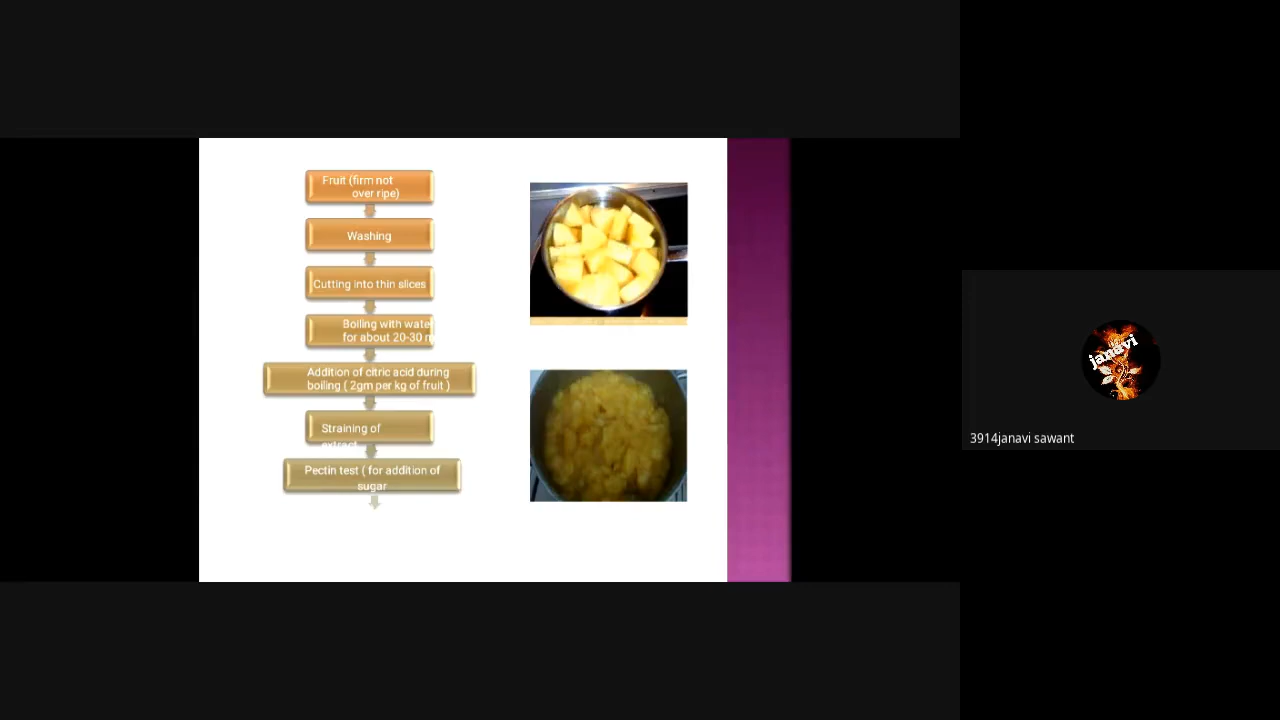 Fruit (firm not
over ripe)
Washing
Cutting into thin slices
Boiling with water
for about 20-30 m
Addition of citric acid during
boiling ( 2gm per kg of fruit )
Straining of
extract
Pectin test ( for addition of
sugar
janavi
3914janavi sawant